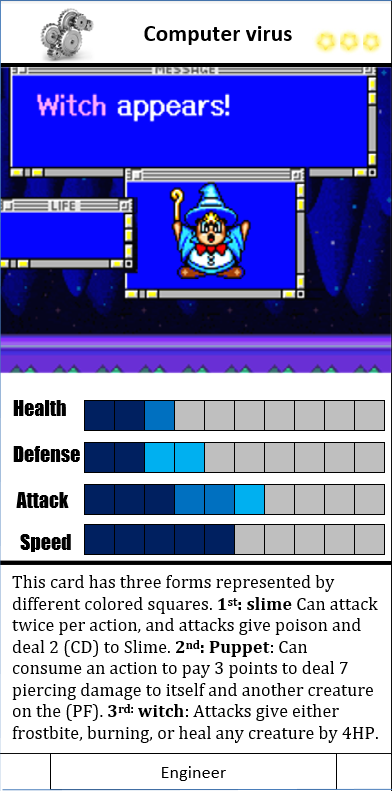 Computer virus
MESSAGE
Witch appears!
LIFE
Health
Defense
Attack
Speed
This card has three forms represented by
different colored squares. 1st: slime Can attack
twice per action, and attacks give poison and
deal 2 (CD) to Slime. 2nd: Puppet: Can
consume an action to pay 3 points to deal 7
piercing damage to itself and another creature
on the (PF). 3rd: witch: Attacks give either
frostbite, burning, or heal any creature by 4HP.
Engineer